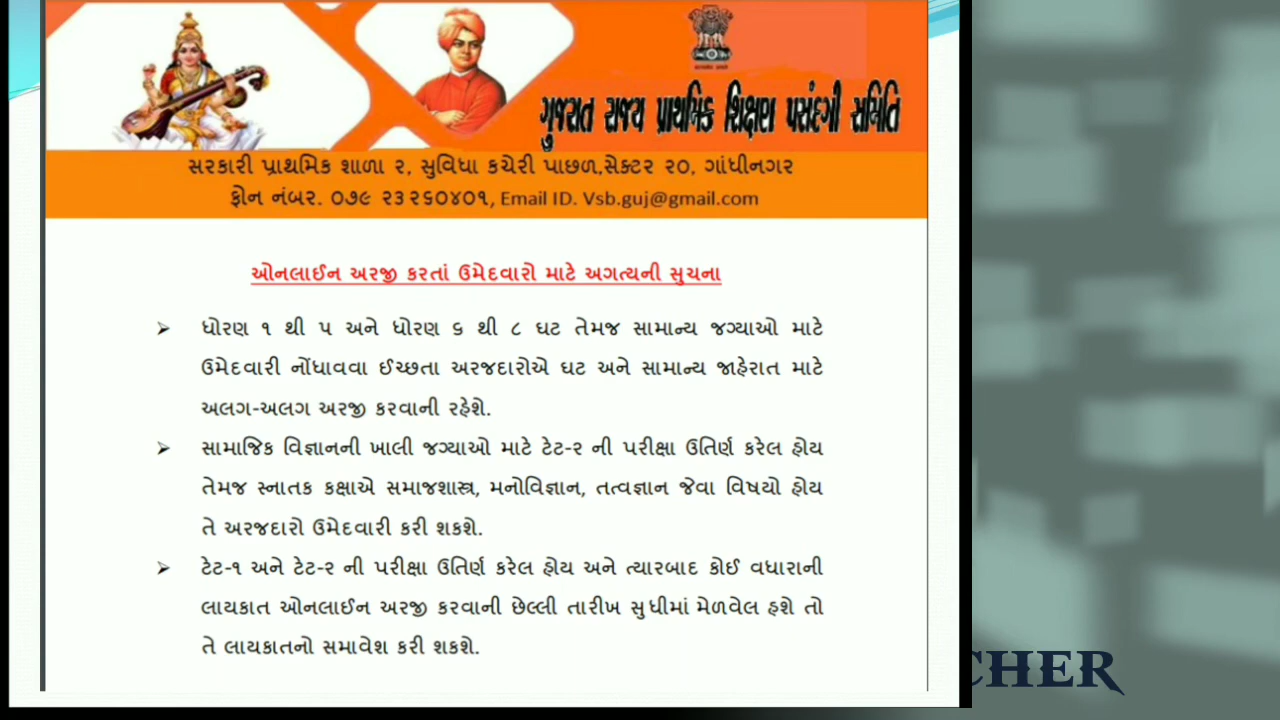 ગુજરાત રાજ્ય પ્રાથમિક શિક્ષણ પસંદગી સમિતિ
સરકારી પ્રાથમિક શાળા ૨, સુવિધા કચેરી પાછળ,સેક્ટર ૨૦, ગાંધીનગર
ફોન નંબર. ૦૭૯ ૨૩૨૬૦૪૦૧, Email ID. Vsb.guj@gmail.com
ઓનલાઈન અરજી કરતાં ઉમેદવારો માટે અગત્યની સુચના
➢ ધોરણ ૧ થી ૫ અને ધોરણ ૬ થી ૮ ઘટ તેમજ સામાન્ય જગ્યાઓ માટે
ઉમેદવારી નોંધાવવા ઈચ્છતા અરજદારોએ ઘટ અને સામાન્ય જાહેરાત માટે
અલગ-અલગ અરજી કરવાની રહેશે.
➢ સામાજિક વિજ્ઞાનની ખાલી જગ્યાઓ માટે ટેટ-૨ ની પરીક્ષા ઉતિર્ણ કરેલ હોય
તેમજ સ્નાતક કક્ષાએ સમાજશાસ્ત્ર, મનોવિજ્ઞાન, તત્વજ્ઞાન જેવા વિષયો હોય
તે અરજદારો ઉમેદવારી કરી શકશે.
➢ ટેટ-૧ અને ટેટ-૨ ની પરીક્ષા ઉતિર્ણ કરેલ હોય અને ત્યારબાદ કોઈ વધારાની
લાયકાત ઓનલાઈન અરજી કરવાની છેલ્લી તારીખ સુધીમાં મેળવેલ હશે તો
તે લાયકાતનો સમાવેશ કરી શકશે.
CHER